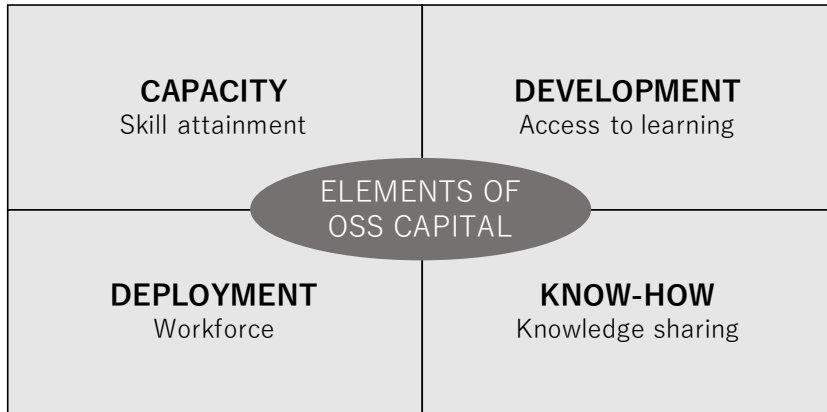 CAPACITY
Skill attainment
DEVELOPMENT
Access to learning
ELEMENTS OF
OSS CAPITAL
DEPLOYMENT
Workforce
KNOW-HOW
Knowledge sharing